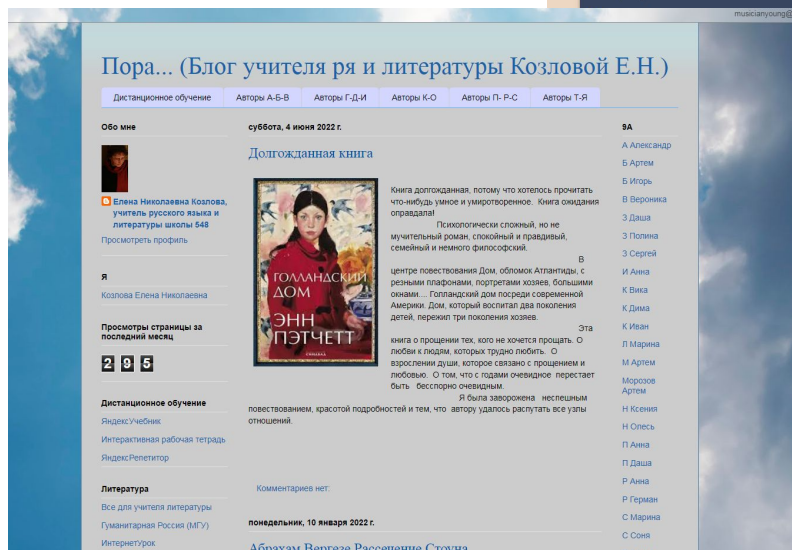 musicianyoung@
Пора... (Блог учителя ря и литературы Козловой Е.Н.)
Дистанционное обучение
Авторы А-Б-В
Авторы Г-Д-И
Авторы К-О
Авторы П- Р-С
Авторы Т-Я
Обо мне
Елена Николаевна Козлова,
учитель русского языка и
литературы школы 548
Просмотреть профиль
Я
Козлова Елена Николаевна
Просмотры страницы за
последний месяц
2 9 5
Дистанционное обучение
ЯндексУчебник
Интерактивная рабочая тетрадь
ЯндексРепетитор
Литература
Все для учителя литературы
Гуманитарная Россия (МГУ)
ИнтернетУрок
суббота, 4 июня 2022 г.
Долгожданная книга
ГОЛЛАНДСКИЙ
ДОМ
ЭНН
ПЭТЧЕТТ
Книга долгожданная, потому что хотелось прочитать
что-нибудь умное и умиротворенное. Книга ожидания
оправдала!
Психологически сложный, но не
мучительный роман, спокойный и правдивый,
семейный и немного философский.
В
центре повествования Дом, обломок Атлантиды, с
резными плафонами, портретами хозяев, большими
окнами.... Голландский дом посреди современной
Америки. Дом, который воспитал два поколения
детей, пережил три поколения хозяев.
Эта
книга о прощении тех, кого не хочется прощать. О
любви к людям, которых трудно любить. О
взрослении души, которое связано с прощением и
любовью. О том, что с годами очевидное перестает
быть бесспорно очевидным.
Я была заворожена неспешным
повествованием, красотой подробностей и тем, что автору удалось распутать все узлы
отношений.
Комментариев нет:
понедельник, 10 января 2022 г.
Абрахам Вергезе Рассечение Стоуна
9А
А Александр
Б Артем
Б Игорь
В Вероника
З Даша
З Полина
З Сергей
И Анна
К Вика
К Дима
К Иван
Л Марина
М Артем
Морозов
Артем
Н Ксения
Н Олесь
П Анна
П Даша
Р Анна
Р Герман
С Марина
С Соня